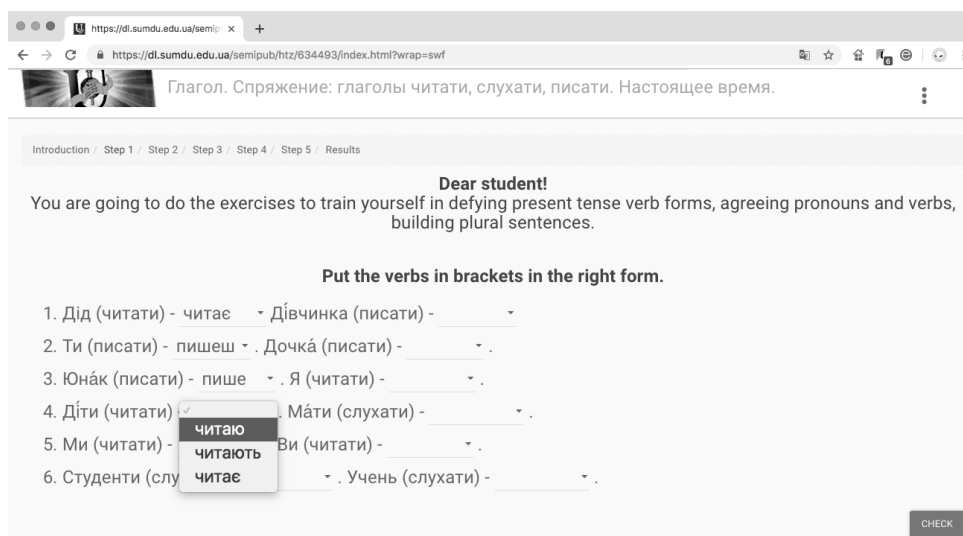 https://dl.sumdu.edu.ua/semip ×
+
https://dl.sumdu.edu.ua/semipub/htz/634493/index.html?wrap=swf
6
Глагол. Спряжение: глаголы читати, слухати, писати. Настоящее время.
Introduction / Step 1 / Step 2 / Step 3 / Step 4 / Step 5 / Results
Dear student!
You are going to do the exercises to train yourself in defying present tense verb forms, agreeing pronouns and verbs,
building plural sentences.
Put the verbs in brackets in the right form.
1. Дід (читати) - читає Ді́вчинка (писати) -
2. Ти (писати) - пишеш . Дочка́ (писати) - .
3. Юна́к (писати) - пише . Я (читати) - .
4. Ді́ти (читати) - . Ма́ти (слухати) - .
читаю
5. Ми (читати) - Ви (читати) - .
читають
6. Студенти (слу . Учень (слухати) - .
читає
CHECK